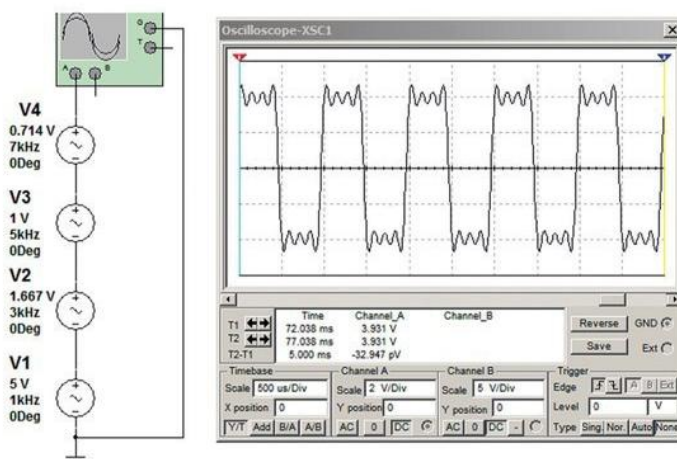 G
T
A B
V4
0.714 V
7kHz
0Deg
V3
1 V
5kHz
0Deg
V2
1.667 V
3kHz
0Deg
V1
5 V
1kHz
0Deg
Oscilloscope-XSC1
1 2
Time Channel_A Channel_B
T1 72.038 ms 3.931 V
T2 77.038 ms 3.931 V
T2-T1 5.000 ms -32.947 pV
Reverse GND
Save Ext
Timebase
Scale 500 us/Div
X position 0
Y/T Add B/A A/B
Channel A
Scale 2 V/Div
Y position 0
AC 0 DC
Channel B
Scale 5 V/Div
Y position 0
AC 0 DC -
Trigger
Edge A B Ext
Level 0 V
Type Sing. Nor. Auto None